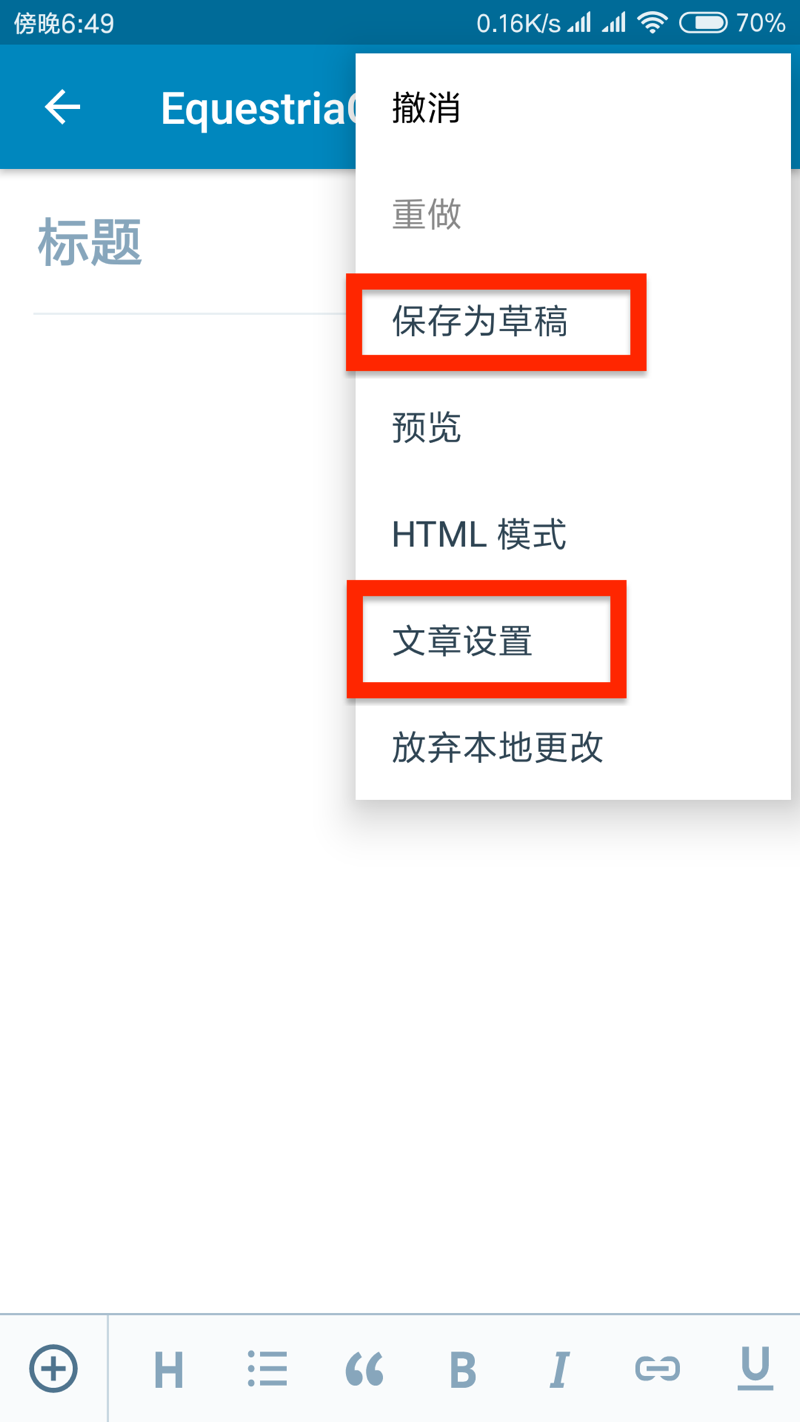 傍晚6:49 0.16K/s 70%
Equestria
撤消
重做
标题
保存为草稿
预览
HTML 模式
文章设置
放弃本地更改
H B I U